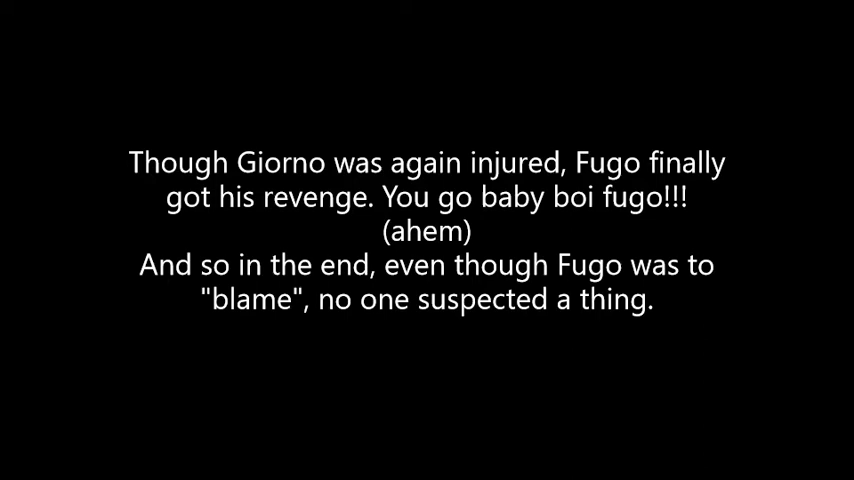 Though Giorno was again injured, Fugo finally
got his revenge. You go baby boi fugo!!!
(ahem)
And so in the end, even though Fugo was to
"blame", no one suspected a thing.